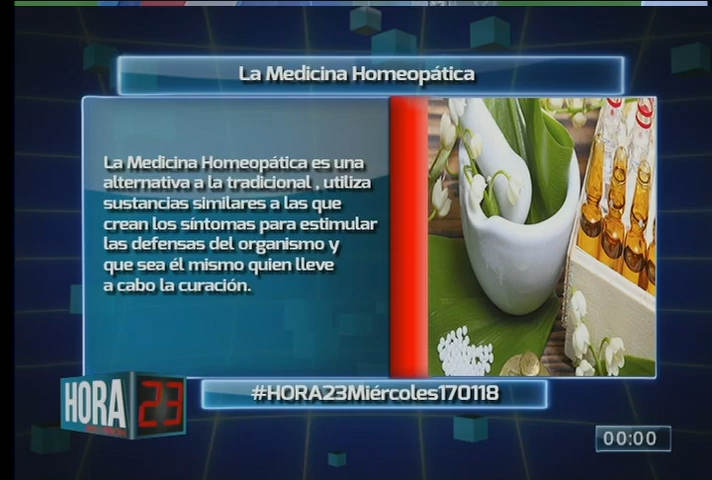 La Medicina Homeopática
La Medicina Homeopática es una
alternativa a la tradicional , utiliza
sustancias similares a las que
crean los síntomas para estimular
las defensas del organismo y
que sea él mismo quien lleve
a cabo la curación.
HORA 23
#HORA23Miércoles170118
00:00